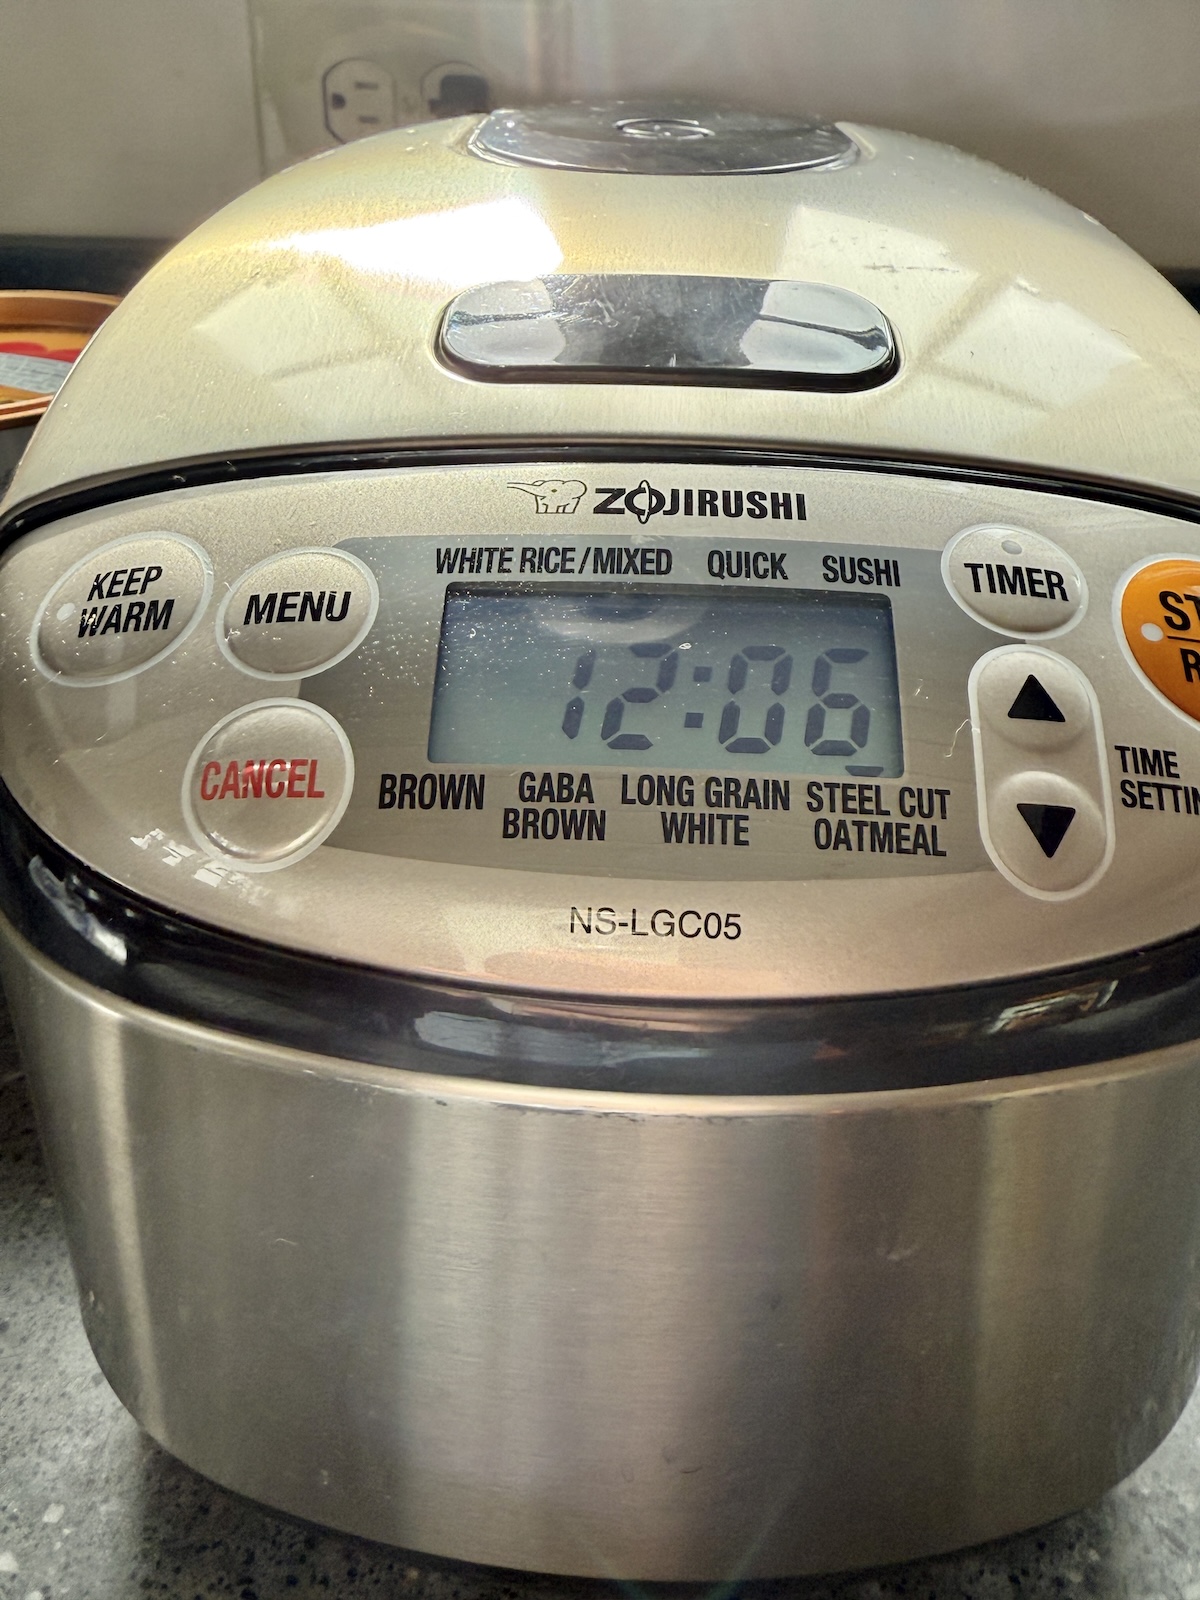 ZOJIRUSHI
WHITE RICE/MIXED QUICK SUSHI
KEEP
WARM
MENU
TIMER
12:06
CANCEL
BROWN
GABA
BROWN
LONG GRAIN
WHITE
STEEL CUT
OATMEAL
TIME
NS-LGC05